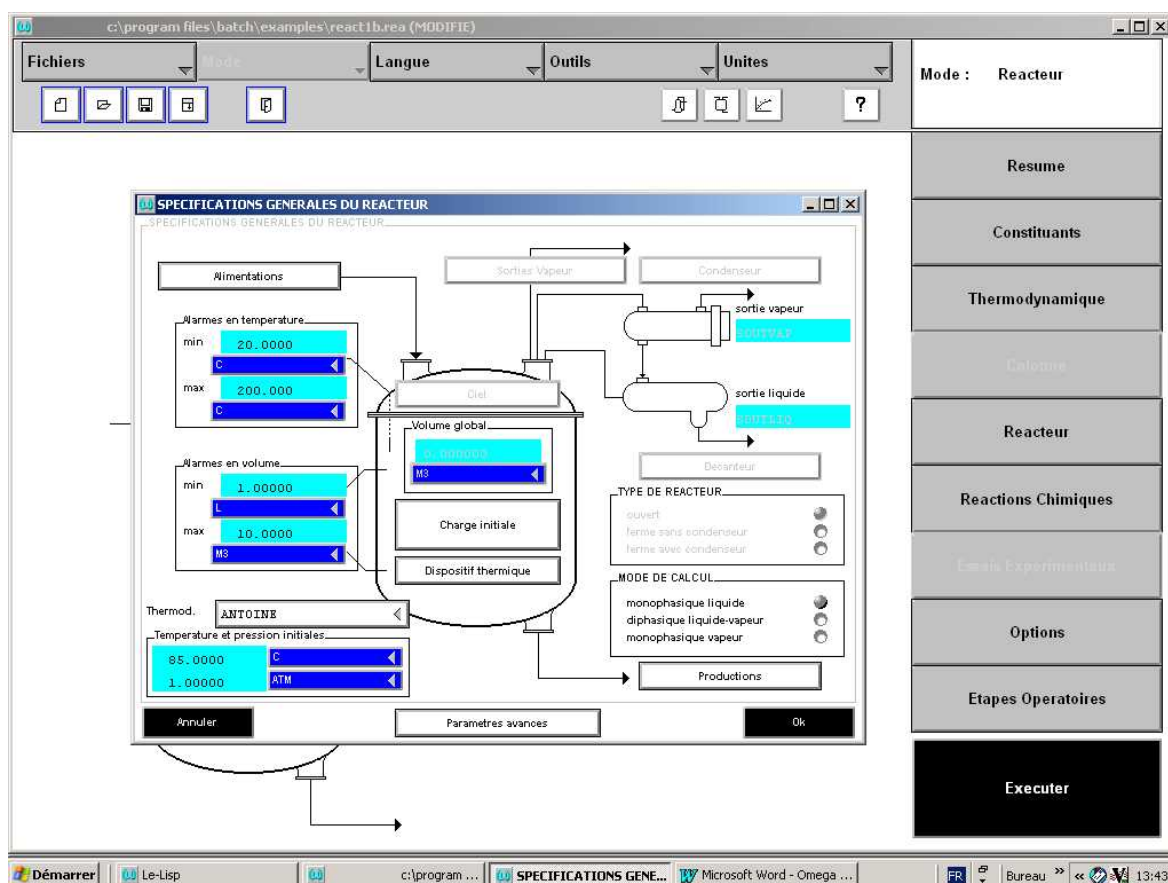 c:\program files\batch\examples\react1b.rea (MODIFIE)
Fichiers Mode Langue Outils Unites
?
Mode : Reacteur
Resume
Constituants
Thermodynamique
Colonne
Reacteur
Reactions Chimiques
Essais Experimentaux
Options
Etapes Operatoires
Executer
SPECIFICATIONS GENERALES DU REACTEUR
SPECIFICATIONS GENERALES DU REACTEUR
Alimentations
Sorties Vapeur
Condenseur
sortie vapeur
SOUTVAP
Alarmes en temperature
min 20.0000
C
max 200.000
C
Ciel
sortie liquide
SOUTLIQ
Volume global
0.000000
M3
Decanteur
Alarmes en volume
min 1.00000
L
max 10.0000
M3
Charge initiale
Dispositif thermique
TYPE DE REACTEUR
ouvert
ferme sans condenseur
ferme avec condenseur
MODE DE CALCUL
monophasique liquide
diphasique liquide-vapeur
monophasique vapeur
Thermod. ANTOINE
Temperature et pression initiales
85.0000 C
1.00000 ATM
Productions
Annuler
Parametres avances
Ok
Démarrer
Le-Lisp
c:\program ...
SPECIFICATIONS GENE...
Microsoft Word - Omega ...
FR
Bureau
13:43